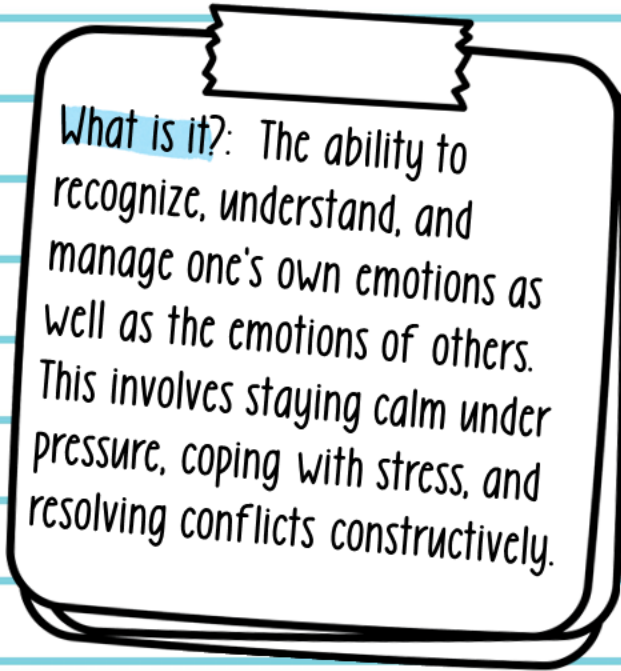 What is it?: The ability to
recognize, understand, and
manage one's own emotions as
well as the emotions of others.
This involves staying calm under
pressure, coping with stress, and
resolving conflicts constructively.